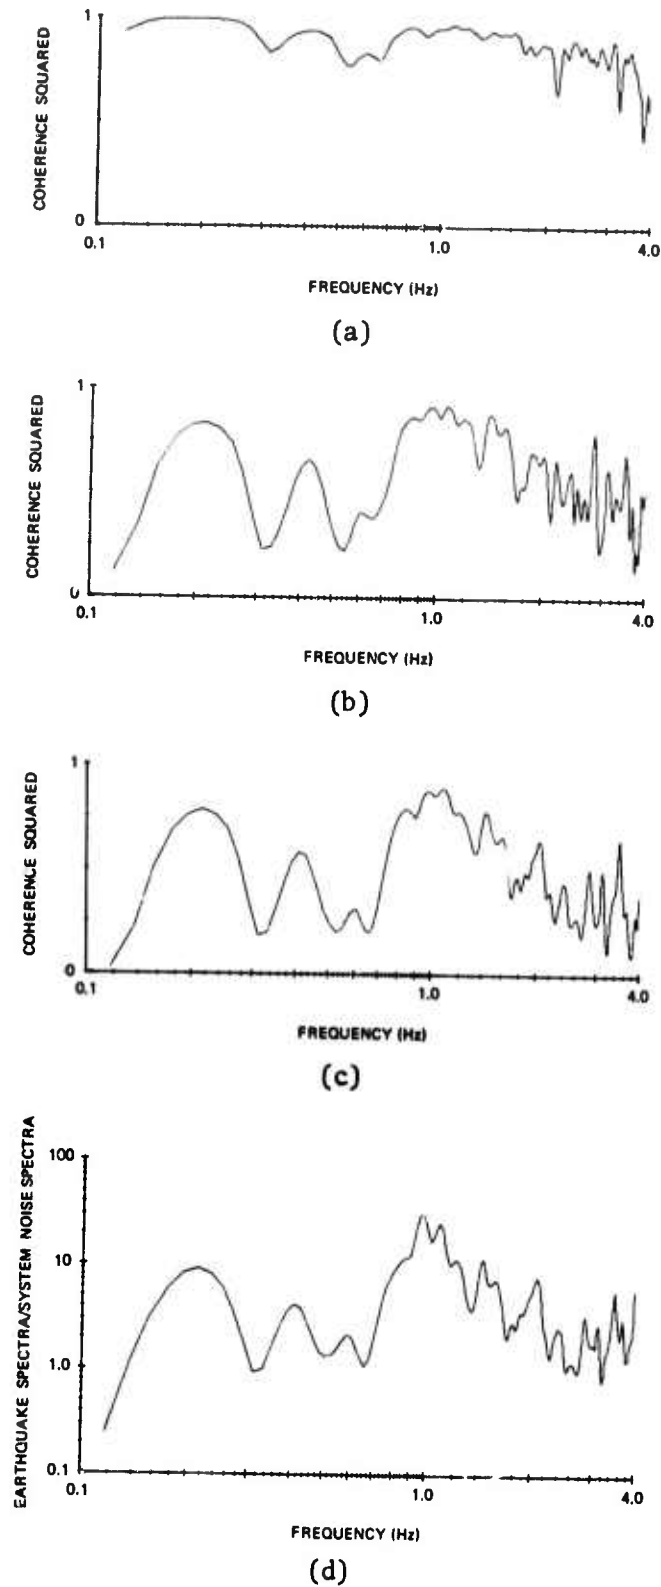 1
COHERENCE SQUARED
0
0.1
1.0
4.0
FREQUENCY (Hz)
(a)
1
COHERENCE SQUARED
0
0.1
1.0
4.0
FREQUENCY (Hz)
(b)
1
COHERENCE SQUARED
0
0.1
1.0
4.0
FREQUENCY (Hz)
(c)
EARTHQUAKE SPECTRA/SYSTEM NOISE SPECTRA
100
10
1.0
0.1
0.1
1.0
4.0
FREQUENCY (Hz)
(d)